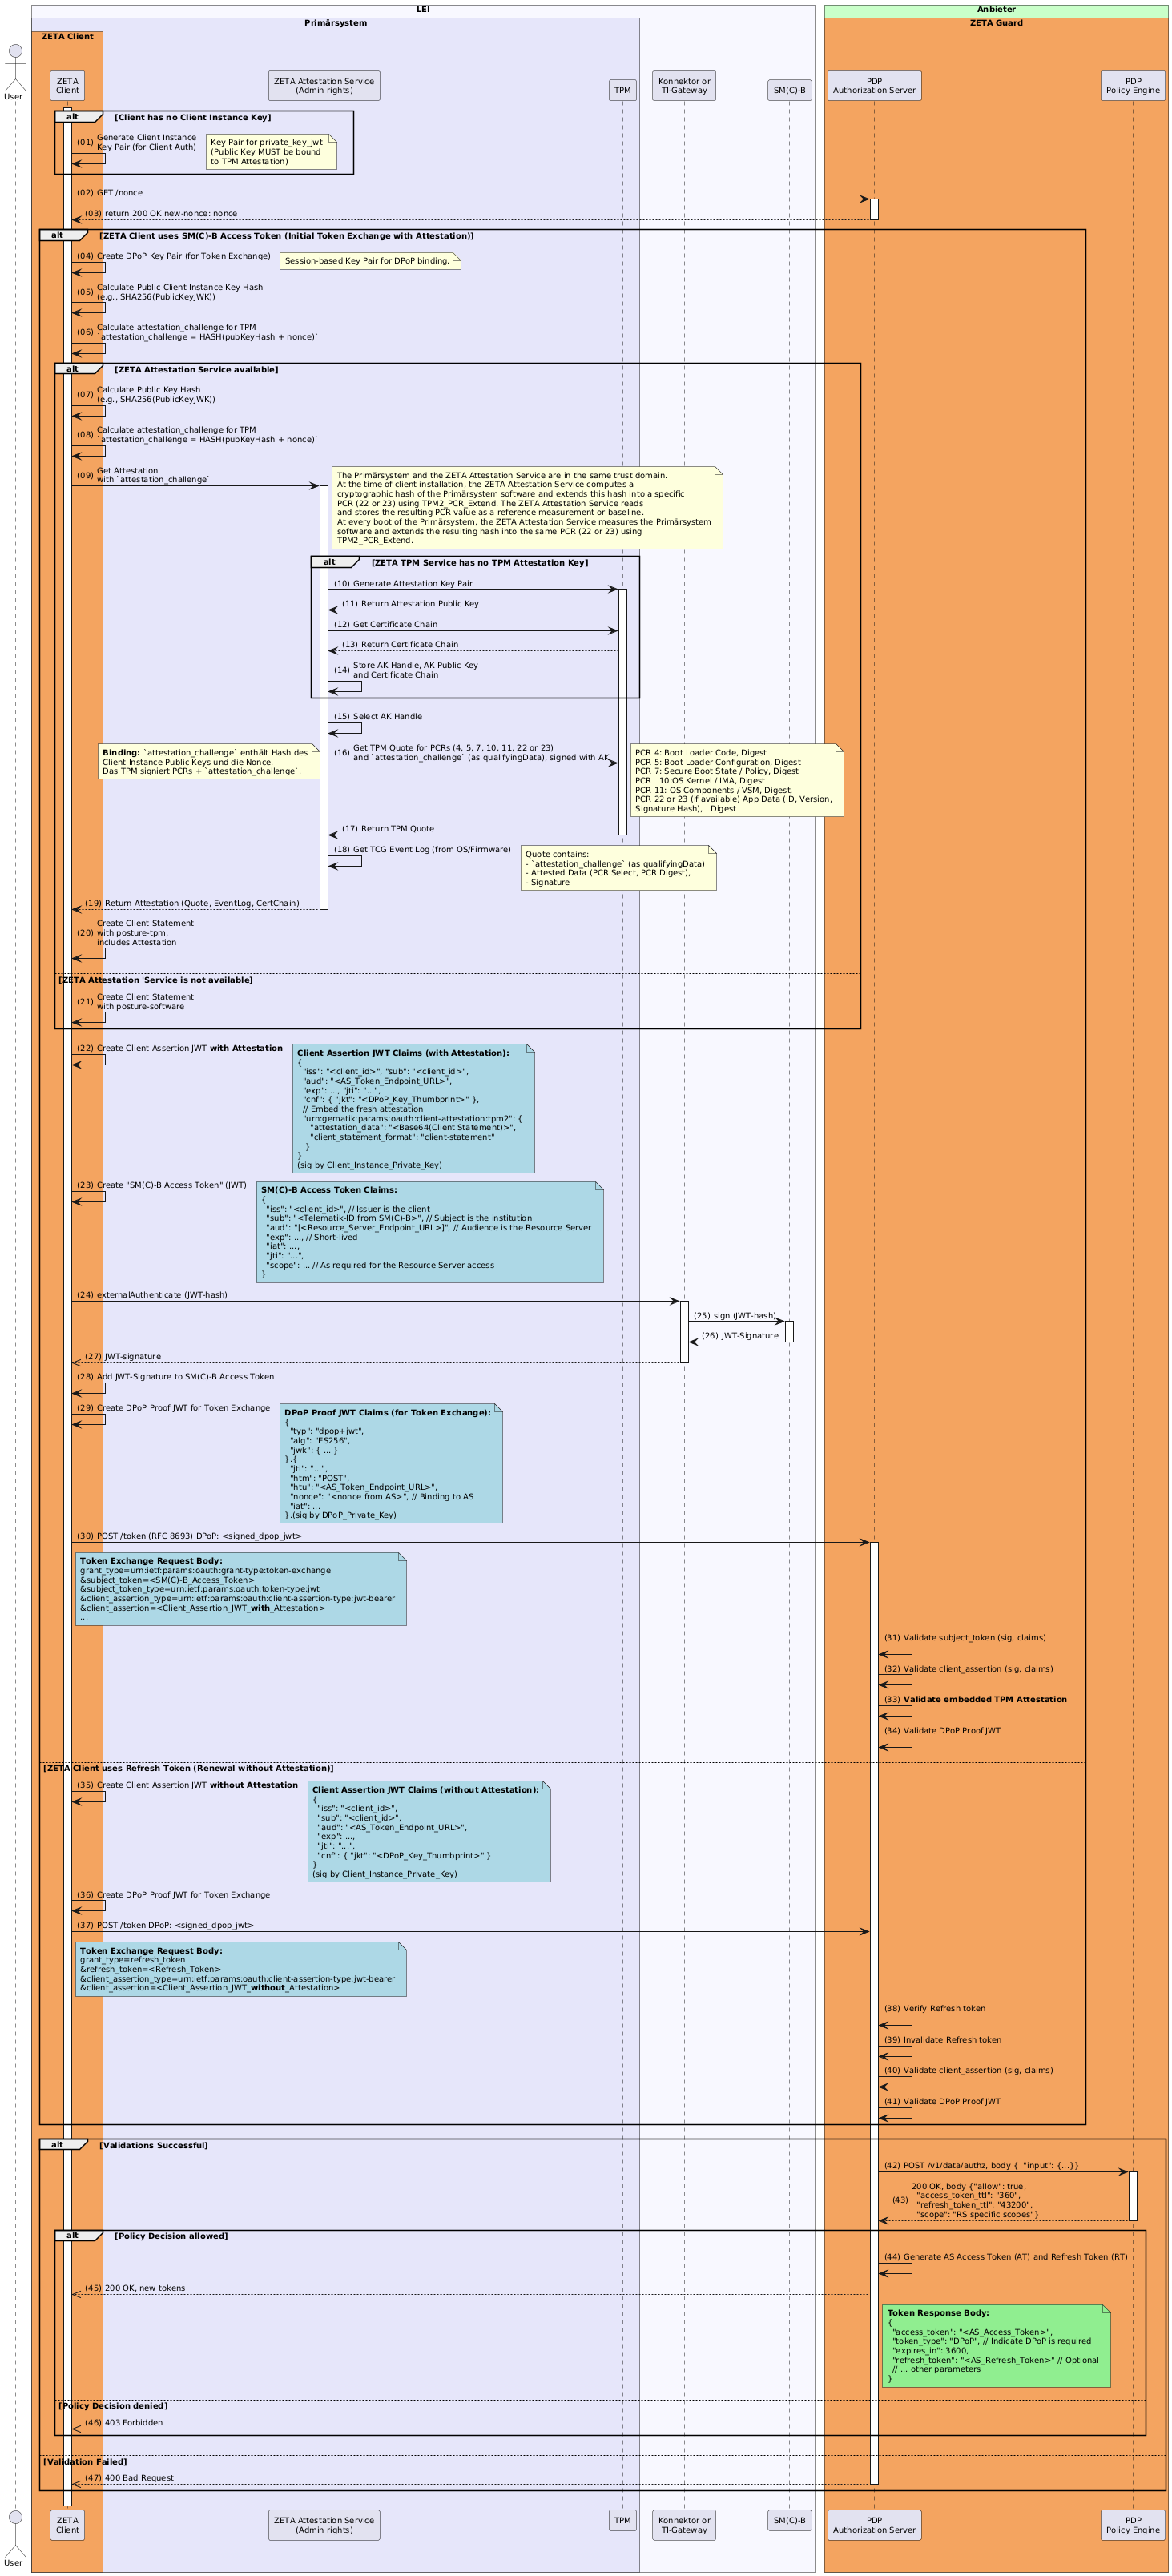 LEI
Anbieter
Primärsystem
ZETA Guard
ZETA Client
User
ZETA
Client
ZETA Attestation Service
(Admin rights)
TPM
Konnektor or
TI-Gateway
SM(C)-B
PDP
Authorization Server
PDP
Policy Engine
alt
[Client has no Client Instance Key]
(01) Generate Client Instance
Key Pair (for Client Auth)
Key Pair for private_key_jwt
(Public Key MUST be bound
to TPM Attestation)
(02) GET /nonce
(03) return 200 OK new-nonce: nonce
alt
[ZETA Client uses SM(C)-B Access Token (Initial Token Exchange with Attestation)]
(04) Create DPoP Key Pair (for Token Exchange)
Session-based Key Pair for DPoP binding.
(05) Calculate Public Client Instance Key Hash
(e.g., SHA256(PublicKeyJWK))
(06) Calculate attestation_challenge for TPM
`attestation_challenge = HASH(pubKeyHash + nonce)`
alt
[ZETA Attestation Service available]
(07) Calculate Public Key Hash
(e.g., SHA256(PublicKeyJWK))
(08) Calculate attestation_challenge for TPM
`attestation_challenge = HASH(pubKeyHash + nonce)`
(09) Get Attestation
with `attestation_challenge`
The Primärsystem and the ZETA Attestation Service are in the same trust domain.
At the time of client installation, the ZETA Attestation Service computes a
cryptographic hash of the Primärsystem software and extends this hash into a specific
PCR (22 or 23) using TPM2_PCR_Extend. The ZETA Attestation Service reads
and stores the resulting PCR value as a reference measurement or baseline.
At every boot of the Primärsystem, the ZETA Attestation Service measures the Primärsystem
software and extends the resulting hash into the same PCR (22 or 23) using
TPM2_PCR_Extend.
alt
[ZETA TPM Service has no TPM Attestation Key]
(10) Generate Attestation Key Pair
(11) Return Attestation Public Key
(12) Get Certificate Chain
(13) Return Certificate Chain
(14) Store AK Handle, AK Public Key
and Certificate Chain
(15) Select AK Handle
Binding: `attestation_challenge` enthält Hash des
Client Instance Public Keys und die Nonce.
Das TPM signiert PCRs + `attestation_challenge`.
(16) Get TPM Quote for PCRs (4, 5, 7, 10, 11, 22 or 23)
and `attestation_challenge` (as qualifyingData), signed with AK
PCR 4: Boot Loader Code, Digest
PCR 5: Boot Loader Configuration, Digest
PCR 7: Secure Boot State / Policy, Digest
PCR   10:OS Kernel / IMA, Digest
PCR 11: OS Components / VSM, Digest,
PCR 22 or 23 (if available) App Data (ID, Version,
Signature Hash),   Digest
(17) Return TPM Quote
(18) Get TCG Event Log (from OS/Firmware)
Quote contains:
- `attestation_challenge` (as qualifyingData)
- Attested Data (PCR Select, PCR Digest),
- Signature
(19) Return Attestation (Quote, EventLog, CertChain)
(20) Create Client Statement
with posture-tpm,
includes Attestation
[ZETA Attestation 'Service is not available]
(21) Create Client Statement
with posture-software
(22) Create Client Assertion JWT with Attestation
Client Assertion JWT Claims (with Attestation):
{
"iss": "<client_id>", "sub": "<client_id>",
"aud": "<AS_Token_Endpoint_URL>",
"exp": ..., "jti": "...",
"cnf": { "jkt": "<DPoP_Key_Thumbprint>" },
// Embed the fresh attestation
"urn:gematik:params:oauth:client-attestation:tpm2": {
"attestation_data": "<Base64(Client Statement)>",
"client_statement_format": "client-statement"
}
}
(sig by Client_Instance_Private_Key)
(23) Create "SM(C)-B Access Token" (JWT)
SM(C)-B Access Token Claims:
{
"iss": "<client_id>", // Issuer is the client
"sub": "<Telematik-ID from SM(C)-B>", // Subject is the institution
"aud": "[<Resource_Server_Endpoint_URL>]", // Audience is the Resource Server
"exp": ..., // Short-lived
"iat": ...,
"jti": "...",
"scope": ... // As required for the Resource Server access
}
(24) externalAuthenticate (JWT-hash)
(25) sign (JWT-hash)
(26) JWT-Signature
(27) JWT-signature
(28) Add JWT-Signature to SM(C)-B Access Token
(29) Create DPoP Proof JWT for Token Exchange
DPoP Proof JWT Claims (for Token Exchange):
{
"typ": "dpop+jwt",
"alg": "ES256",
"jwk": { ... }
}.{
"jti": "...",
"htm": "POST",
"htu": "<AS_Token_Endpoint_URL>",
"nonce": "<nonce from AS>", // Binding to AS
"iat": ...
}.(sig by DPoP_Private_Key)
(30) POST /token (RFC 8693) DPoP: <signed_dpop_jwt>
Token Exchange Request Body:
grant_type=urn:ietf:params:oauth:grant-type:token-exchange
&subject_token=<SM(C)-B_Access_Token>
&subject_token_type=urn:ietf:params:oauth:token-type:jwt
&client_assertion_type=urn:ietf:params:oauth:client-assertion-type:jwt-bearer
&client_assertion=<Client_Assertion_JWT_with_Attestation>
...
(31) Validate subject_token (sig, claims)
(32) Validate client_assertion (sig, claims)
(33) Validate embedded TPM Attestation
(34) Validate DPoP Proof JWT
[ZETA Client uses Refresh Token (Renewal without Attestation)]
(35) Create Client Assertion JWT without Attestation
Client Assertion JWT Claims (without Attestation):
{
"iss": "<client_id>",
"sub": "<client_id>",
"aud": "<AS_Token_Endpoint_URL>",
"exp": ...,
"jti": "...",
"cnf": { "jkt": "<DPoP_Key_Thumbprint>" }
}
(sig by Client_Instance_Private_Key)
(36) Create DPoP Proof JWT for Token Exchange
(37) POST /token DPoP: <signed_dpop_jwt>
Token Exchange Request Body:
grant_type=refresh_token
&refresh_token=<Refresh_Token>
&client_assertion_type=urn:ietf:params:oauth:client-assertion-type:jwt-bearer
&client_assertion=<Client_Assertion_JWT_without_Attestation>
(38) Verify Refresh token
(39) Invalidate Refresh token
(40) Validate client_assertion (sig, claims)
(41) Validate DPoP Proof JWT
alt
[Validations Successful]
(42) POST /v1/data/authz, body {  "input": {...}}
(43) 200 OK, body {"allow": true,
"access_token_ttl": "360",
"refresh_token_ttl": "43200",
"scope": "RS specific scopes"}
alt
[Policy Decision allowed]
(44) Generate AS Access Token (AT) and Refresh Token (RT)
(45) 200 OK, new tokens
Token Response Body:
{
"access_token": "<AS_Access_Token>",
"token_type": "DPoP", // Indicate DPoP is required
"expires_in": 3600,
"refresh_token": "<AS_Refresh_Token>" // Optional
// ... other parameters
}
[Policy Decision denied]
(46) 403 Forbidden
[Validation Failed]
(47) 400 Bad Request
User
ZETA
Client
ZETA Attestation Service
(Admin rights)
TPM
Konnektor or
TI-Gateway
SM(C)-B
PDP
Authorization Server
PDP
Policy Engine